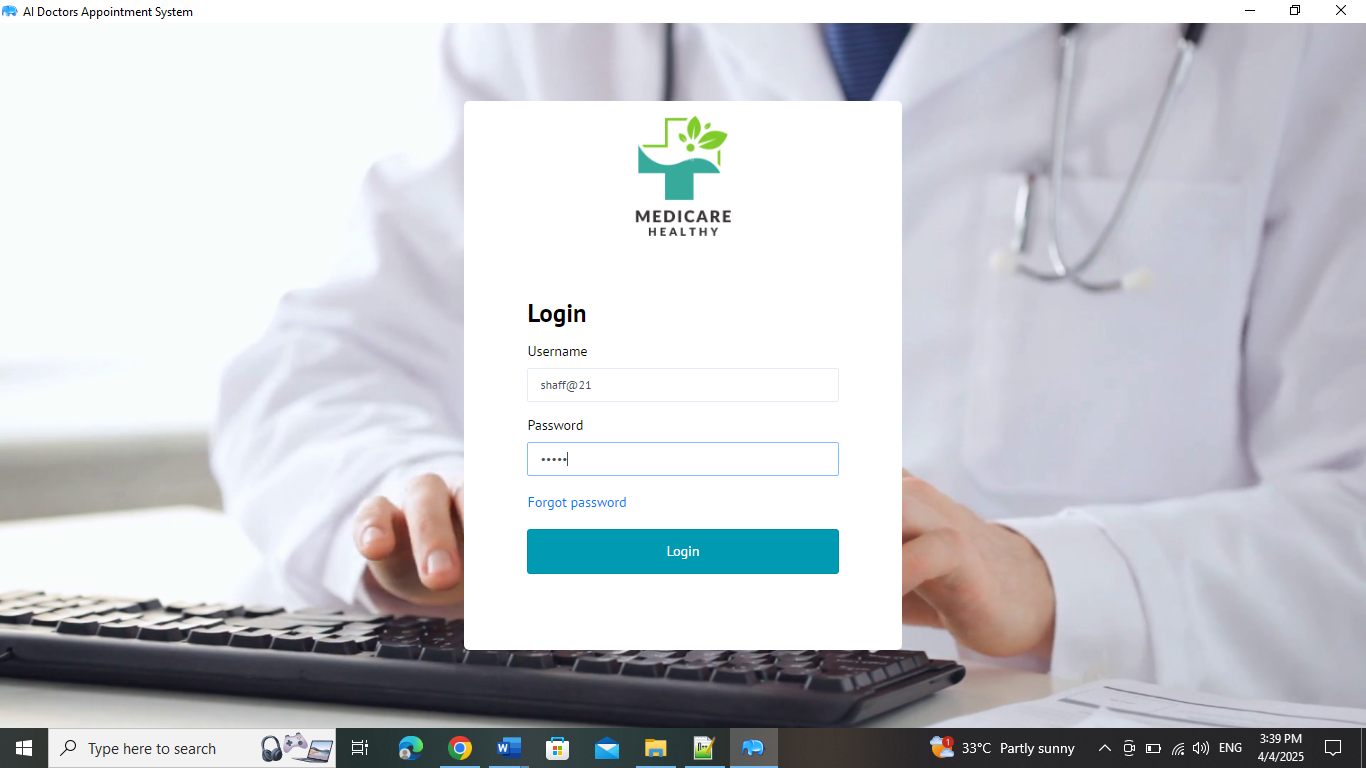 AI Doctors Appointment System
MEDICARE
HEALTHY
Login
Username
shaff@21
Password
•••••
Forgot password
Login
Type here to search
1
33°C Partly sunny
ENG
3:39 PM
4/4/2025